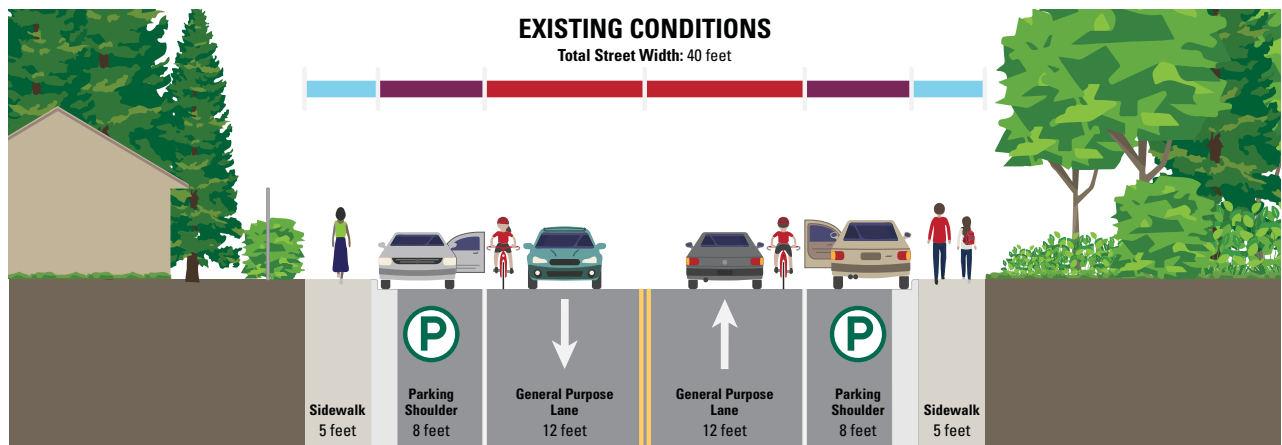 EXISTING CONDITIONS
Total Street Width: 40 feet
P
P
Sidewalk
5 feet
Parking
Shoulder
8 feet
General Purpose
Lane
12 feet
General Purpose
Lane
12 feet
Parking
Shoulder
8 feet
Sidewalk
5 feet